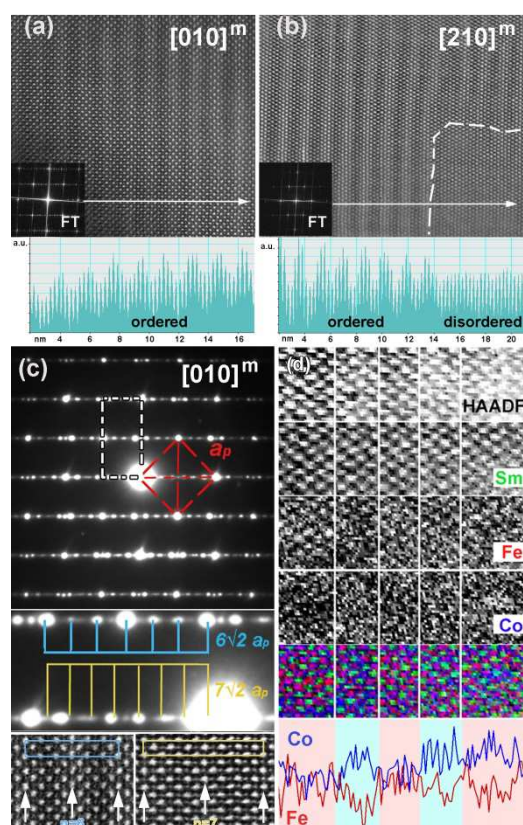 (a)
[010]ᵐ
FT
(b)
[210]ᵐ
FT
a.u.
ordered
nm 4 6 8 10 12 14 16
ordered
disordered
nm 4 6 8 10 12 14 16 18 20
(c)
[010]ᵐ
aₚ
6√2 aₚ
7√2 aₚ
n=7
(d)
HAADF
Sm
Fe
Co
Co
Fe